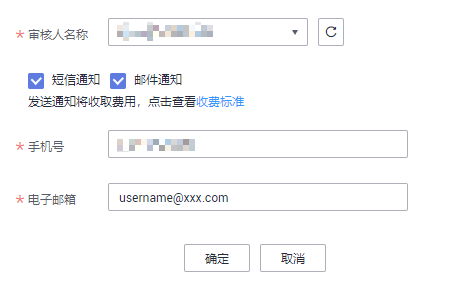 * 审核人名称
短信通知 邮件通知
发送通知将收取费用，点击查看收费标准
* 手机号
* 电子邮箱 username@xxx.com
确定 取消